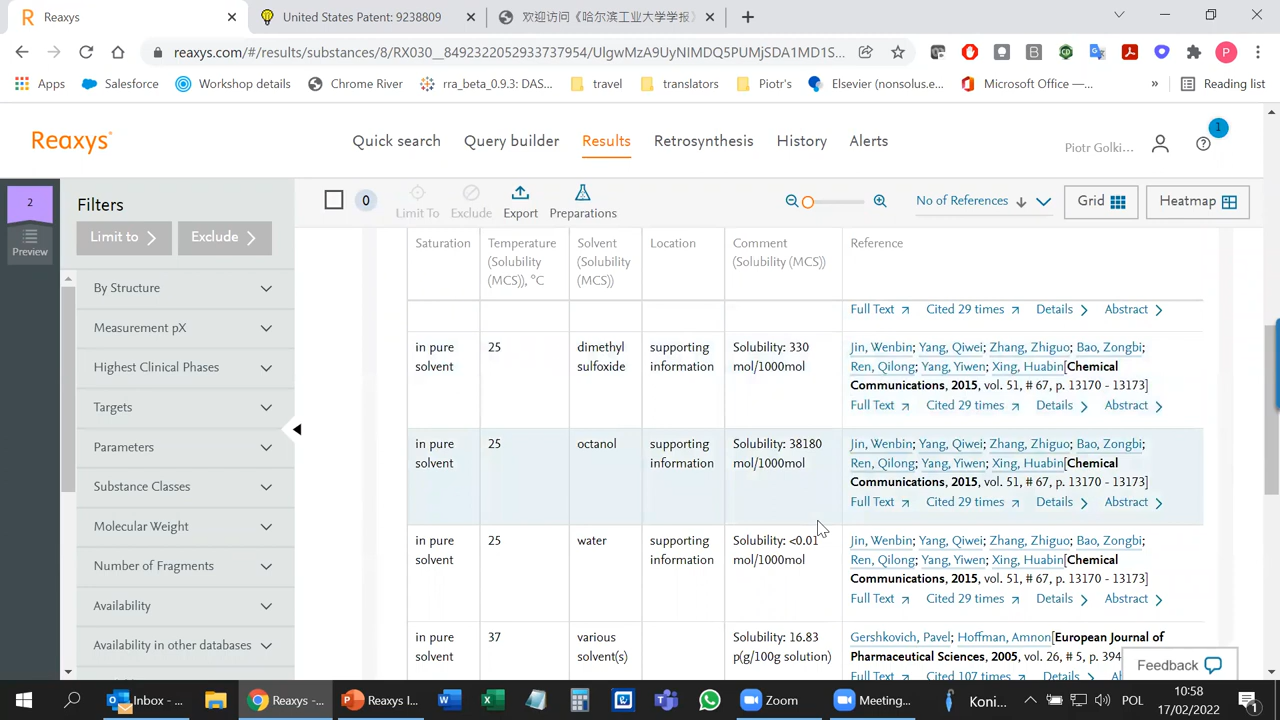 Reaxys
United States Patent: 9238809
欢迎访问《哈尔滨工业大学学报》
reaxys.com/#/results/substances/8/RX030__8492322052933737954/UlgwMzA9UyNIMDQ5PUMjSDA1MD1S...
Apps
Salesforce
Workshop details
Chrome River
rra_beta_0.9.3: DAS...
travel
translators
Piotr's
Elsevier (nonsolus.e...
Microsoft Office —...
»
Reading list
Reaxys
Quick search
Query builder
Results
Retrosynthesis
History
Alerts
Piotr Golki...
1
2
Preview
Filters
Limit to
Exclude
By Structure
Measurement pX
Highest Clinical Phases
Targets
Parameters
Substance Classes
Molecular Weight
Number of Fragments
Availability
Availability in other databases
0
Limit To
Exclude
Export
Preparations
No of References
Grid
Heatmap
Saturation
Temperature
(Solubility
(MCS)), °C
Solvent
(Solubility
(MCS))
Location
Comment
(Solubility (MCS))
Reference
Full Text Cited 29 times Details Abstract
in pure
solvent
25
dimethyl
sulfoxide
supporting
information
Solubility: 330
mol/1000mol
Jin, Wenbin; Yang, Qiwei; Zhang, Zhiguo; Bao, Zongbi;
Ren, Qilong; Yang, Yiwen; Xing, Huabin[Chemical
Communications, 2015, vol. 51, # 67, p. 13170 - 13173]
Full Text Cited 29 times Details Abstract
in pure
solvent
25
octanol
supporting
information
Solubility: 38180
mol/1000mol
Jin, Wenbin; Yang, Qiwei; Zhang, Zhiguo; Bao, Zongbi;
Ren, Qilong; Yang, Yiwen; Xing, Huabin[Chemical
Communications, 2015, vol. 51, # 67, p. 13170 - 13173]
Full Text Cited 29 times Details Abstract
in pure
solvent
25
water
supporting
information
Solubility: <0.01
mol/1000mol
Jin, Wenbin; Yang, Qiwei; Zhang, Zhiguo; Bao, Zongbi;
Ren, Qilong; Yang, Yiwen; Xing, Huabin[Chemical
Communications, 2015, vol. 51, # 67, p. 13170 - 13173]
Full Text Cited 29 times Details Abstract
in pure
solvent
37
various
solvent(s)
Solubility: 16.83
p(g/100g solution)
Gershkovich, Pavel; Hoffman, Amnon[European Journal of
Pharmaceutical Sciences, 2005, vol. 26, # 5, p. 394
Full Text Cited 107 times Details
Feedback
Inbox - ...
Reaxys -...
Reaxys I...
Zoom
Meeting...
Koni...
POL
10:58
17/02/2022
1